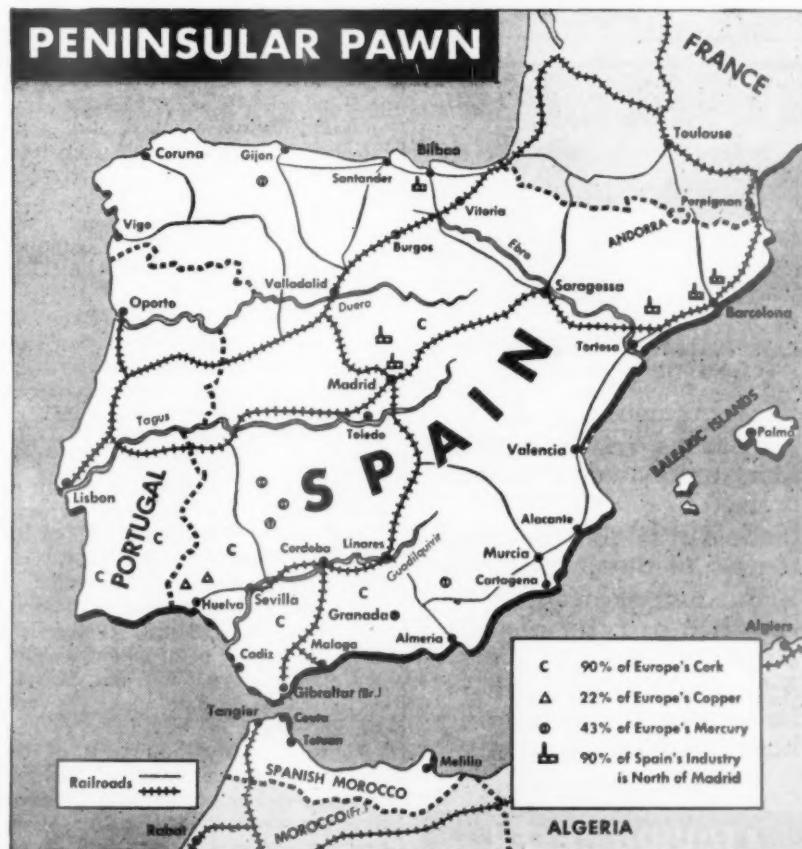 PENINSULAR PAWN
FRANCE
Toulouse
Coruna
Gijon
Bilbao
Santander
Perpignan
Vitoria
ANDORRA
Vigo
Burgos
Ebro
Valladalid
Saragossa
Oporto
Duero
Barcelona
C
Tortosa
Madrid
SPAIN
Tagus
Toledo
BALEARIC ISLANDS
Palma
Valencia
Lisbon
PORTUGAL
Alacante
C
C
Cordoba
Linares
Guadilquivir
Murcia
C
Cartagena
Huelva
Sevilla
C
Granada
C
Almeria
Algiers
Cadiz
Malaga
Gibraltar (Br.)
Tangier
Ceuta
Tetuan
Melilla
SPANISH MOROCCO
MOROCCO (Fr.)
Rabat
ALGERIA
Railroads
C 90% of Europe's Cork
22% of Europe's Copper
43% of Europe's Mercury
90% of Spain's Industry
is North of Madrid